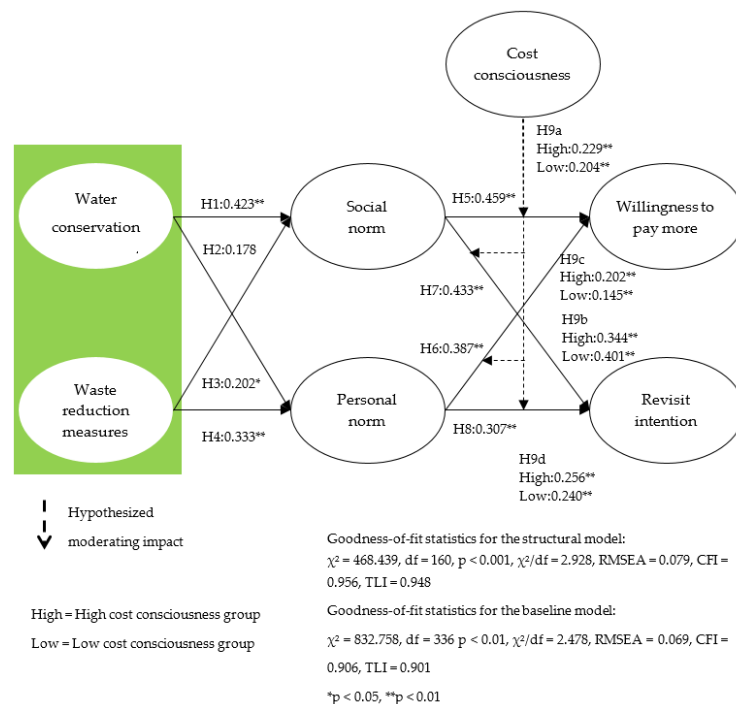 Cost
consciousness
H9a
High:0.229**
Low:0.204**
Water
conservation
H1:0.423**
Social
norm
H5:0.459**
Willingness to
pay more
H2:0.178
H9c
High:0.202**
Low:0.145**
H7:0.433**
H9b
High:0.344**
Low:0.401**
H6:0.387**
Waste
reduction
measures
H3:0.202*
H4:0.333**
Personal
norm
H8:0.307**
Revisit
intention
H9d
High:0.256**
Low:0.240**
Hypothesized
moderating impact
Goodness-of-fit statistics for the structural model:
χ² = 468.439, df = 160, p < 0.001, χ²/df = 2.928, RMSEA = 0.079, CFI =
0.956, TLI = 0.948
High = High cost consciousness group
Low = Low cost consciousness group
Goodness-of-fit statistics for the baseline model:
χ² = 832.758, df = 336 p < 0.01, χ²/df = 2.478, RMSEA = 0.069, CFI =
0.906, TLI = 0.901
*p < 0.05, **p < 0.01